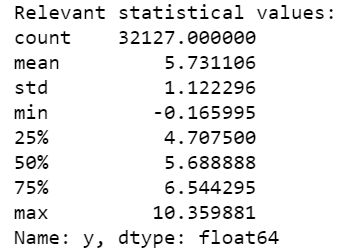 Relevant statistical values:
count    32127.000000
mean         5.731106
std          1.122296
min         -0.165995
25%          4.707500
50%          5.688888
75%          6.544295
max         10.359881
Name: y, dtype: float64